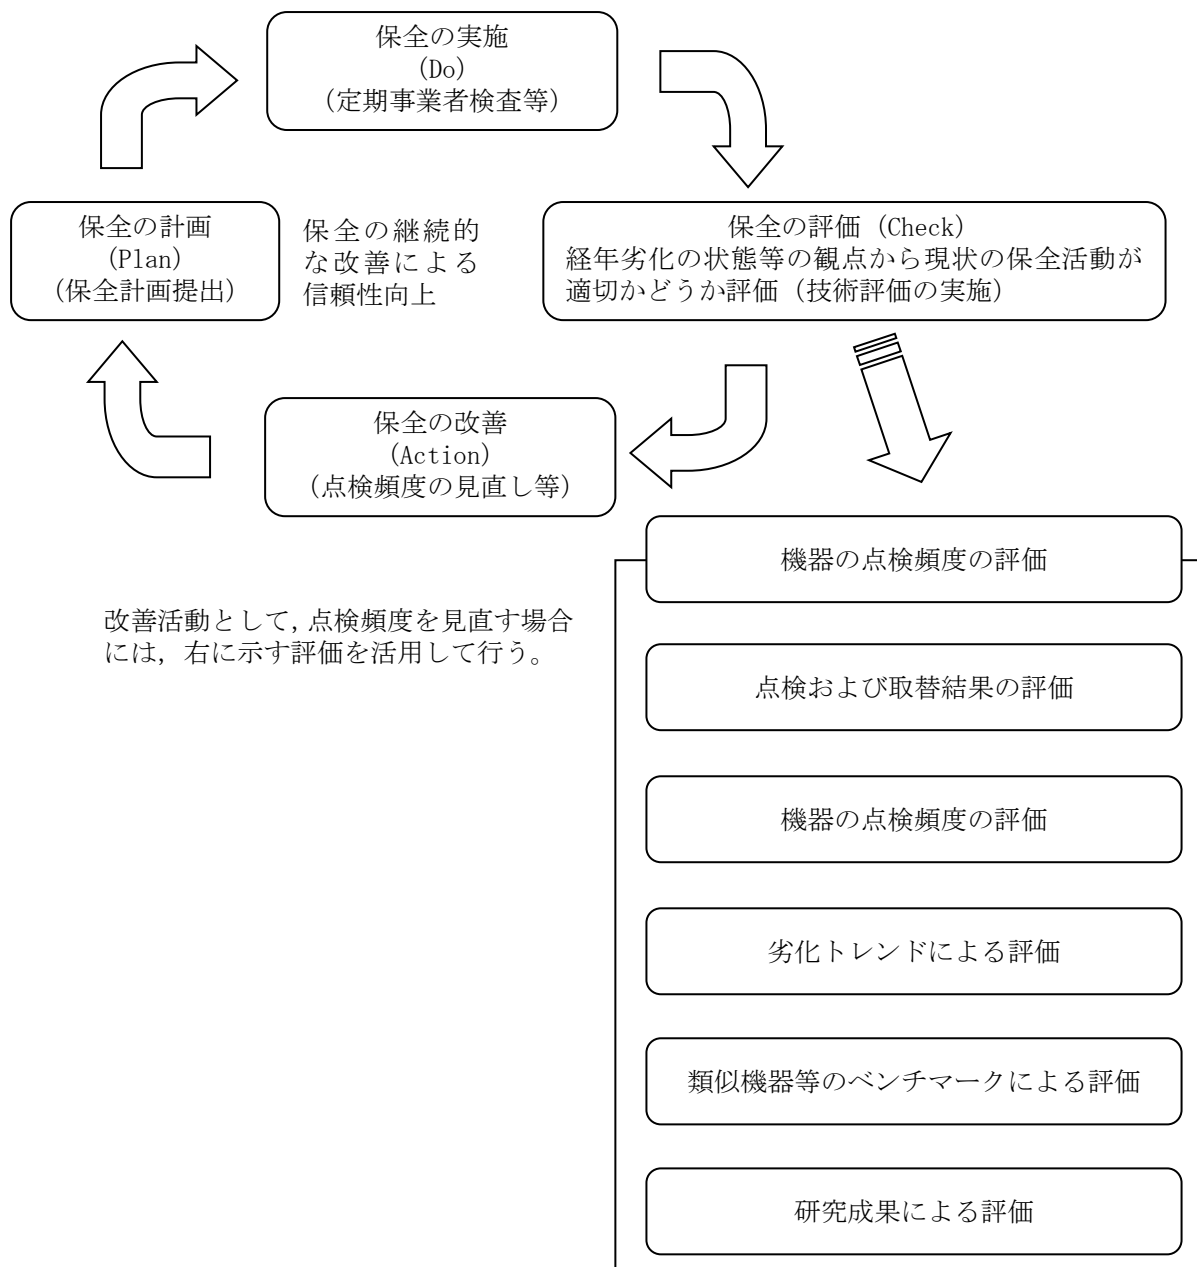 保全の実施
(Do)
（定期事業者検査等）
保全の計画
(Plan)
(保全計画提出）
保全の継続的
な改善による
信頼性向上
保全の評価（Check）
経年劣化の状態等の観点から現状の保全活動が
適切かどうか評価（技術評価の実施）
保全の改善
(Action)
（点検頻度の見直し等）
機器の点検頻度の評価
改善活動として，点検頻度を見直す場合
には，右に示す評価を活用して行う。
点検および取替結果の評価
機器の点検頻度の評価
劣化トレンドによる評価
類似機器等のベンチマークによる評価
研究成果による評価